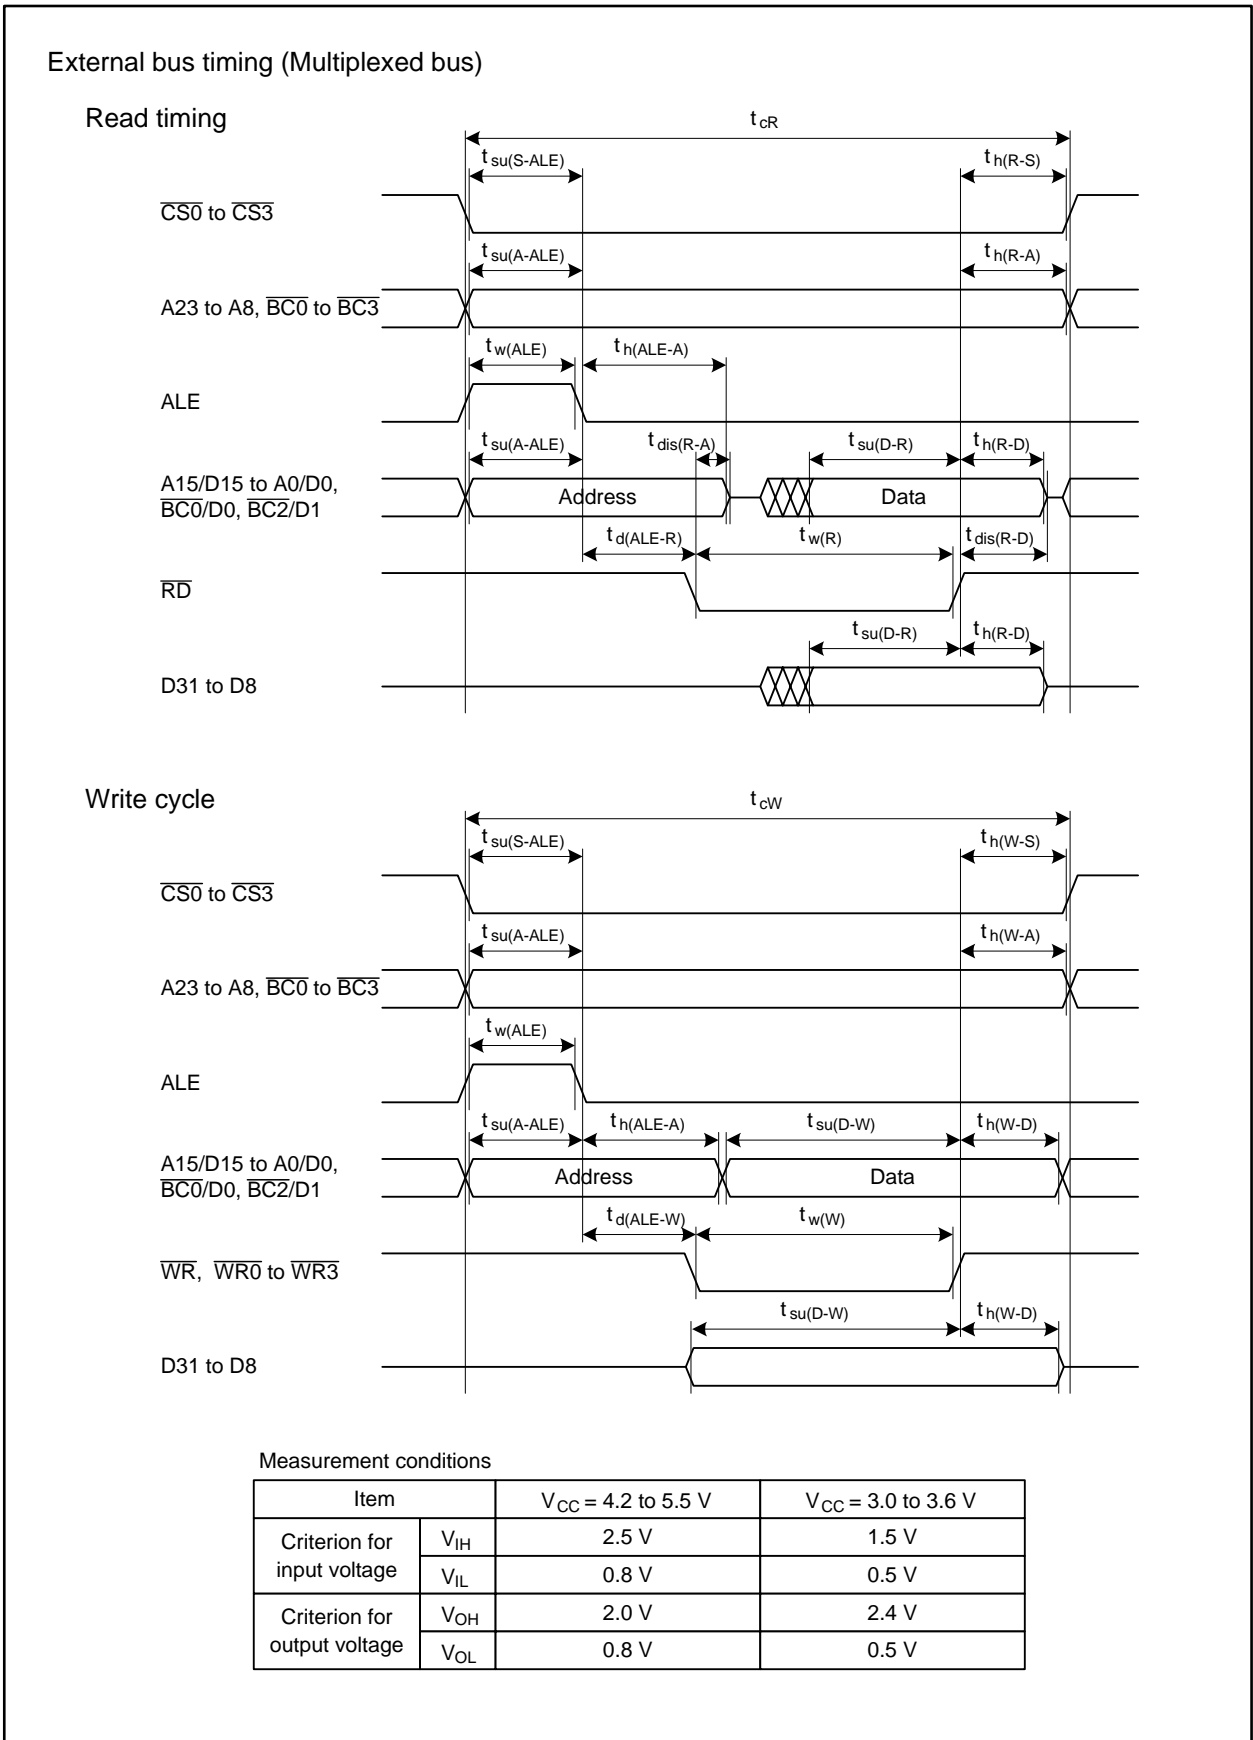 External bus timing (Multiplexed bus)
Read timing
tcR
tsu(S-ALE)
th(R-S)
CS0 to CS3
tsu(A-ALE)
th(R-A)
A23 to A8, BC0 to BC3
tw(ALE)
th(ALE-A)
ALE
tsu(A-ALE)
tdis(R-A)
tsu(D-R)
th(R-D)
A15/D15 to A0/D0,
BC0/D0, BC2/D1
Address
Data
td(ALE-R)
tw(R)
tdis(R-D)
RD
tsu(D-R)
th(R-D)
D31 to D8
Write cycle
tcW
tsu(S-ALE)
th(W-S)
CS0 to CS3
tsu(A-ALE)
th(W-A)
A23 to A8, BC0 to BC3
tw(ALE)
ALE
tsu(A-ALE)
th(ALE-A)
tsu(D-W)
th(W-D)
A15/D15 to A0/D0,
BC0/D0, BC2/D1
Address
Data
td(ALE-W)
tw(W)
WR, WR0 to WR3
tsu(D-W)
th(W-D)
D31 to D8
Measurement conditions
Item VCC = 4.2 to 5.5 V VCC = 3.0 to 3.6 V
Criterion for
input voltage
VIH 2.5 V 1.5 V
VIL 0.8 V 0.5 V
Criterion for
output voltage
VOH 2.0 V 2.4 V
VOL 0.8 V 0.5 V